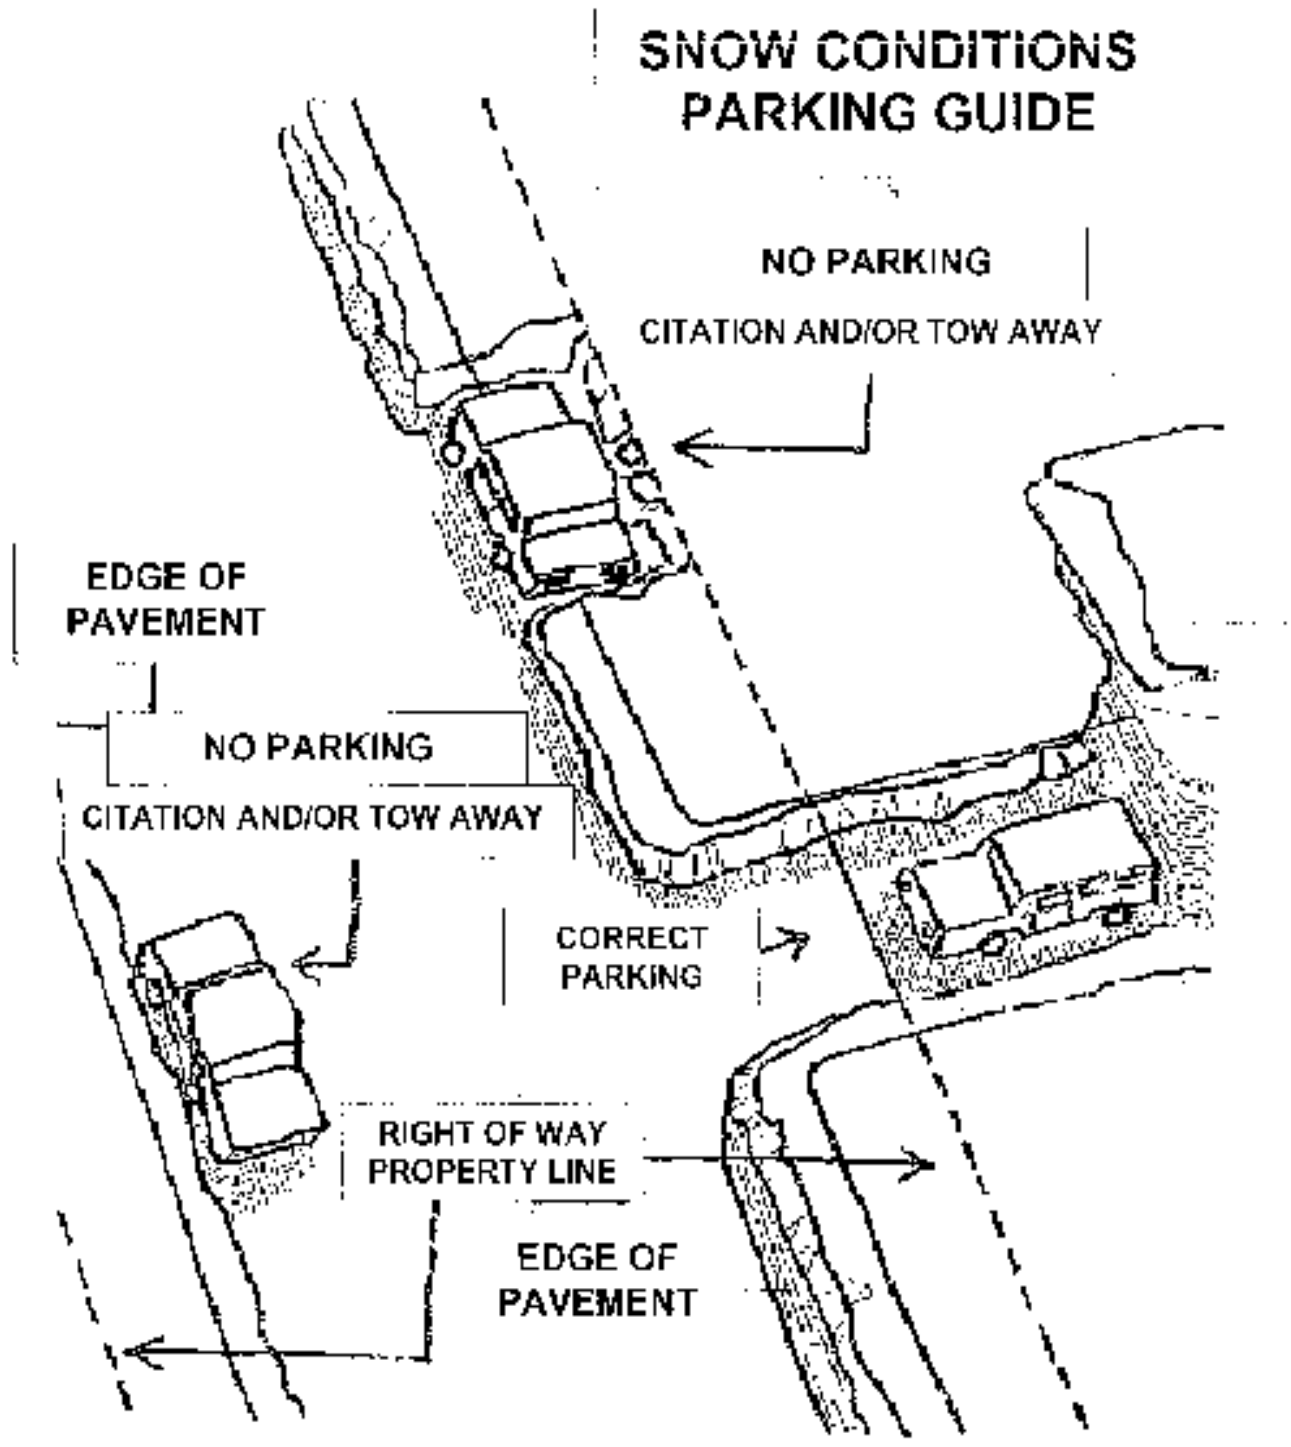 SNOW CONDITIONS
PARKING GUIDE
NO PARKING
CITATION AND/OR TOW AWAY
EDGE OF
PAVEMENT
NO PARKING
CITATION AND/OR TOW AWAY
CORRECT
PARKING
RIGHT OF WAY
PROPERTY LINE
EDGE OF
PAVEMENT